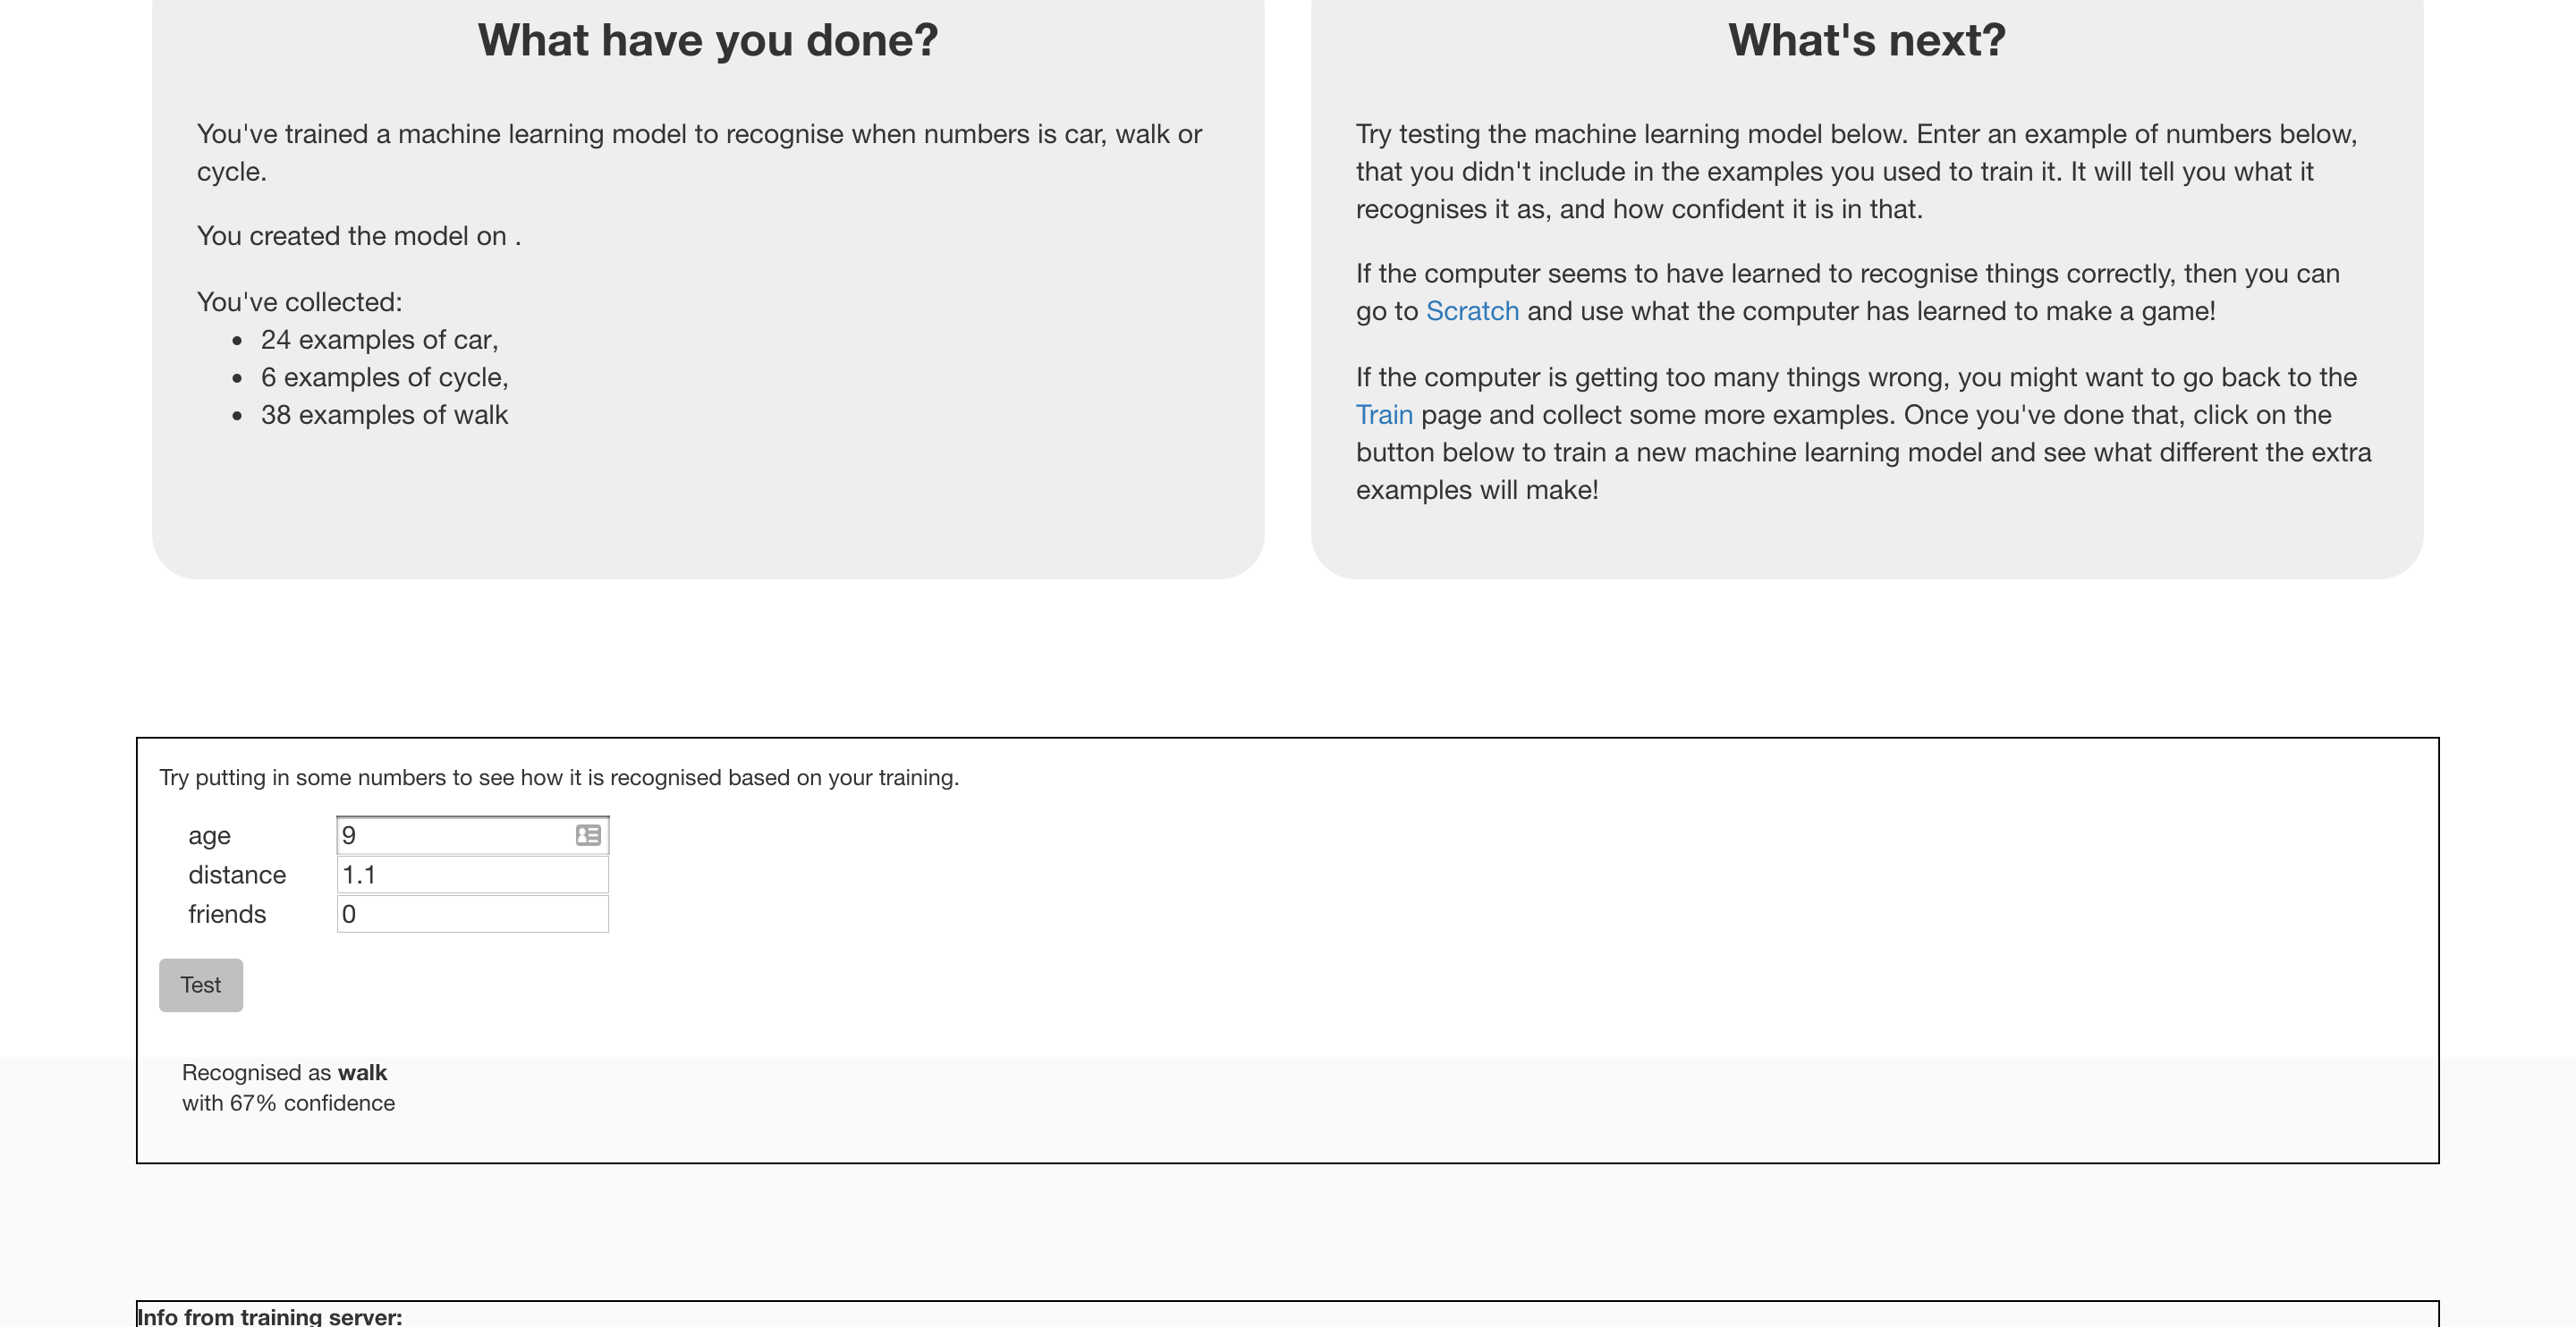 What have you done?
You've trained a machine learning model to recognise when numbers is car, walk or
cycle.
You created the model on .
You've collected:
24 examples of car,
6 examples of cycle,
38 examples of walk
What's next?
Try testing the machine learning model below. Enter an example of numbers below,
that you didn't include in the examples you used to train it. It will tell you what it
recognises it as, and how confident it is in that.
If the computer seems to have learned to recognise things correctly, then you can
go to Scratch and use what the computer has learned to make a game!
If the computer is getting too many things wrong, you might want to go back to the
Train page and collect some more examples. Once you've done that, click on the
button below to train a new machine learning model and see what different the extra
examples will make!
Try putting in some numbers to see how it is recognised based on your training.
age 9
distance 1.1
friends 0
Test
Recognised as walk
with 67% confidence
Info from training server: